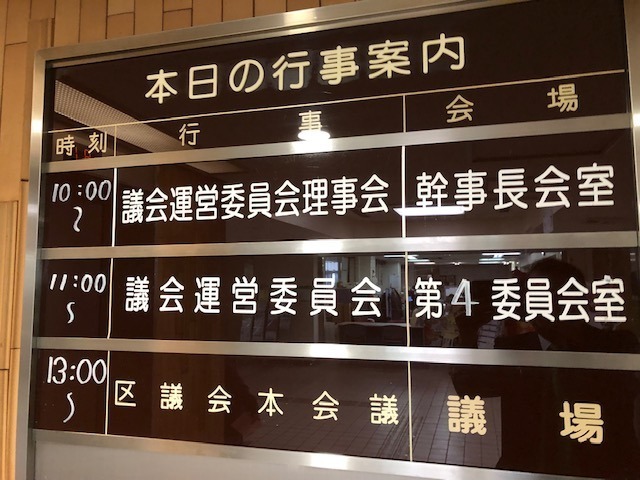 本日の行事案内
時刻 行事 会場
10:00〜 議会運営委員会理事会 幹事長会室
11:00〜 議会運営委員会 第4委員会室
13:00〜 区議会本会議 議場